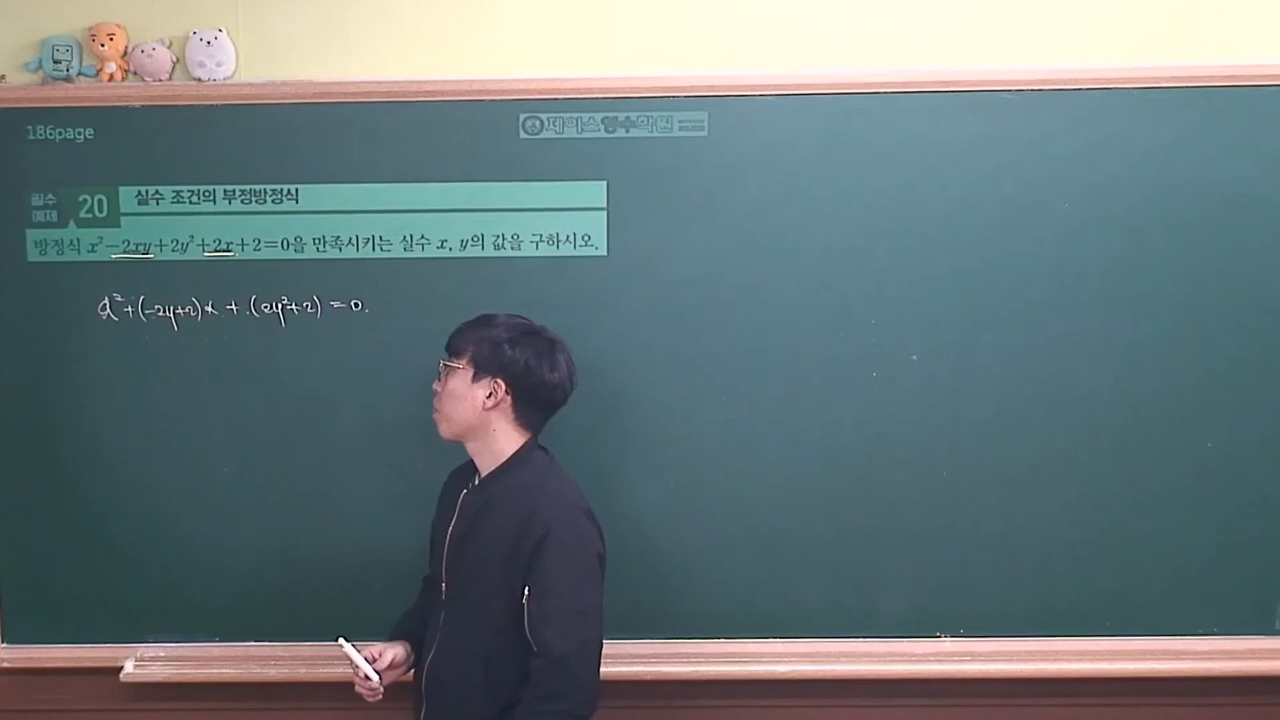 186page
제이스영수학원
필수 예제 20 실수 조건의 부정방정식
방정식 x²−2xy+2y²+2x+2=0을 만족시키는 실수 x, y의 값을 구하시오.
x²+(−2y+2)x+(2y²+2)=0.